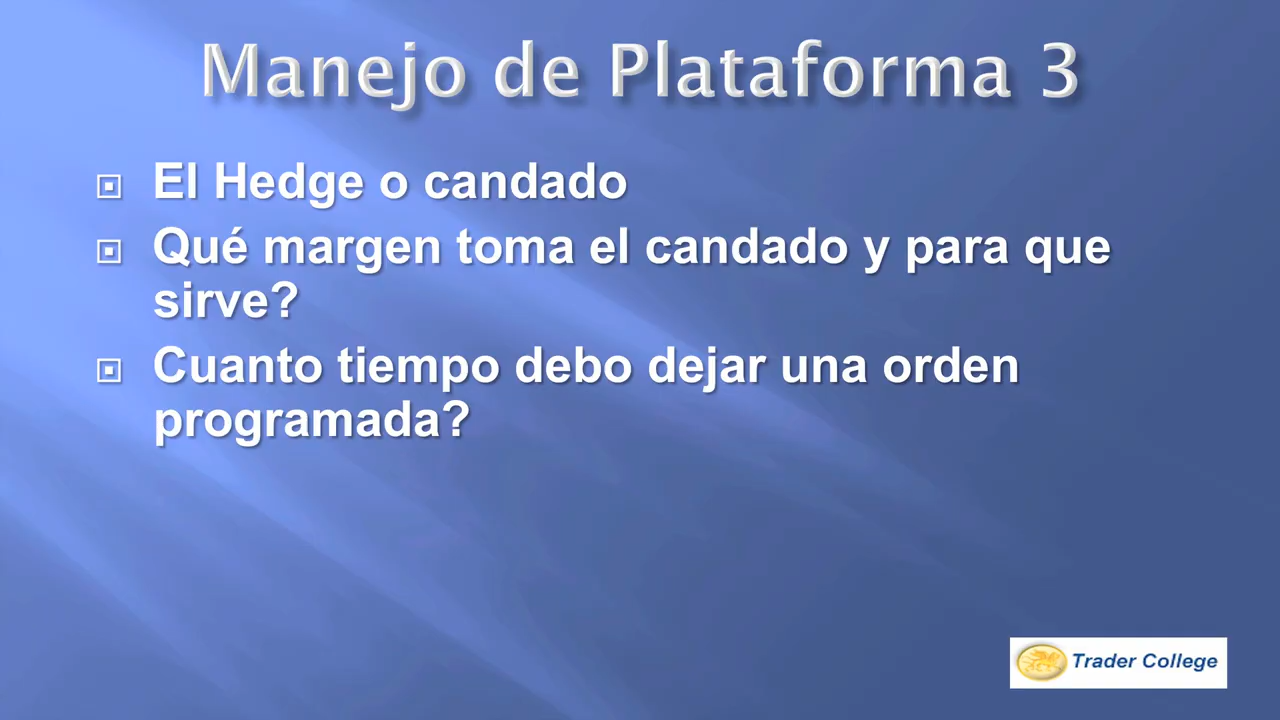 Manejo de Plataforma 3
El Hedge o candado
Qué margen toma el candado y para que
sirve?
Cuanto tiempo debo dejar una orden
programada?
Trader College